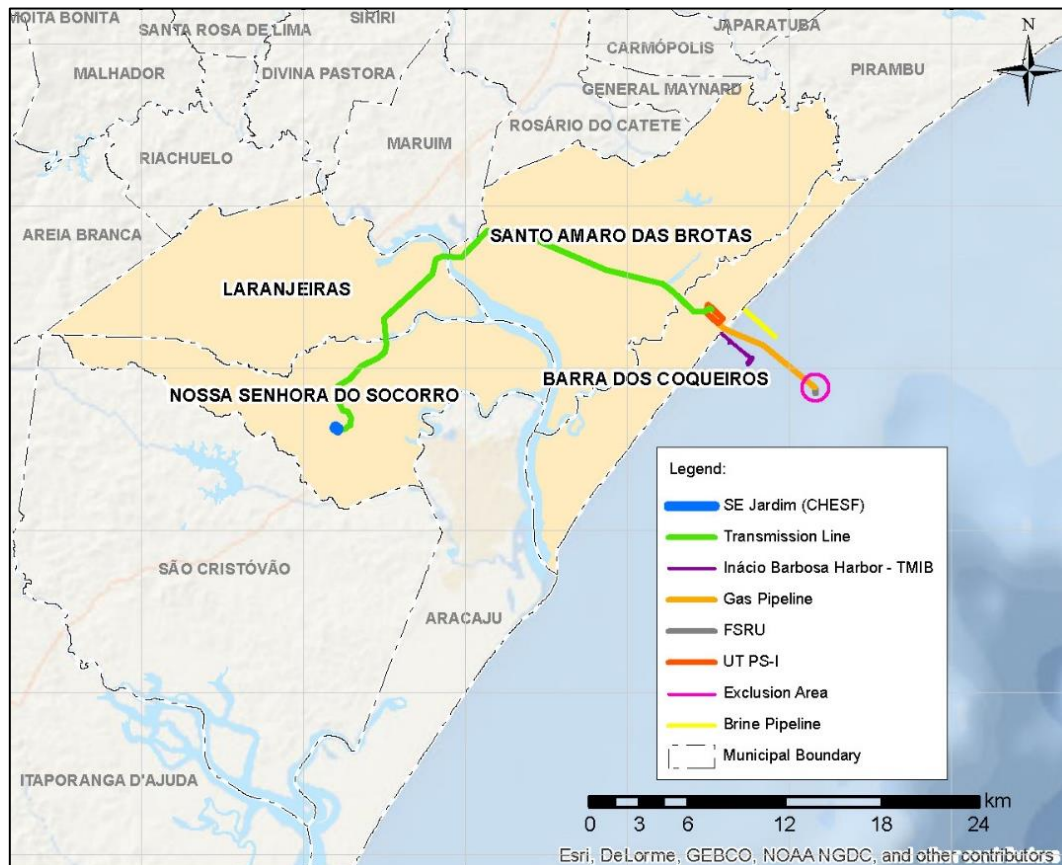 MOITA BONITA
SIRIRI
JAPARATUBA
SANTA ROSA DE LIMA
CARMÓPOLIS
N
MALHADOR
DIVINA PASTORA
PIRAMBU
GENERAL MAYNARD
ROSÁRIO DO CATETE
MARUIM
RIACHUELO
AREIA BRANCA
SANTO AMARO DAS BROTAS
LARANJEIRAS
BARRA DOS COQUEIROS
NOSSA SENHORA DO SOCORRO
Legend:
SE Jardim (CHESF)
Transmission Line
Inácio Barbosa Harbor - TMIB
Gas Pipeline
FSRU
UT PS-I
Exclusion Area
Brine Pipeline
Municipal Boundary
SÃO CRISTÓVÃO
ARACAJU
ITAPORANGA D'AJUDA
km
0 3 6 12 18 24
Esri, DeLorme, GEBCO, NOAA NGDC, and other contributors